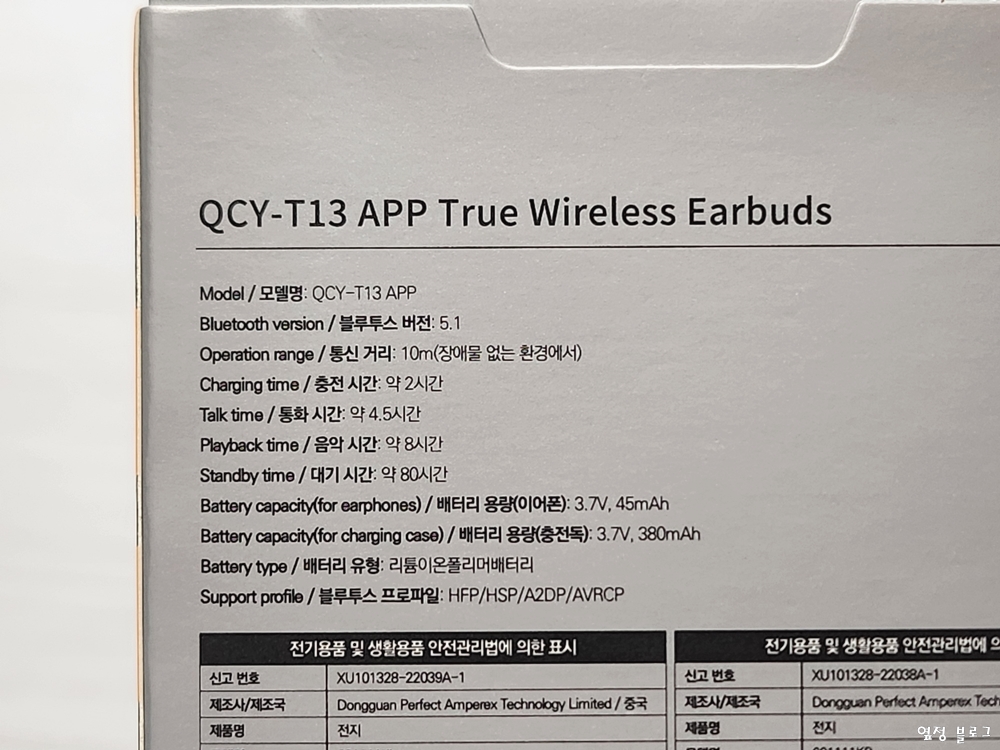 QCY-T13 APP True Wireless Earbuds
Model / 모델명: QCY-T13 APP
Bluetooth version / 블루투스 버전: 5.1
Operation range / 통신 거리: 10m(장애물 없는 환경에서)
Charging time / 충전 시간: 약 2시간
Talk time / 통화 시간: 약 4.5시간
Playback time / 음악 시간: 약 8시간
Standby time / 대기 시간: 약 80시간
Battery capacity(for earphones) / 배터리 용량(이어폰): 3.7V, 45mAh
Battery capacity(for charging case) / 배터리 용량(충전독): 3.7V, 380mAh
Battery type / 배터리 유형: 리튬이온폴리머배터리
Support profile / 블루투스 프로파일: HFP/HSP/A2DP/AVRCP
전기용품 및 생활용품 안전관리법에 의한 표시
신고 번호 XU101328-22039A-1
제조사/제조국 Dongguan Perfect Amperex Technology Limited / 중국
제품명 전지
전기용품 및 생활용품 안전관리법에 의
신고 번호 XU101328-22038A-1
제조사/제조국 Dongguan Perfect Amperex Tech
제품명 전지
옆정 블로그